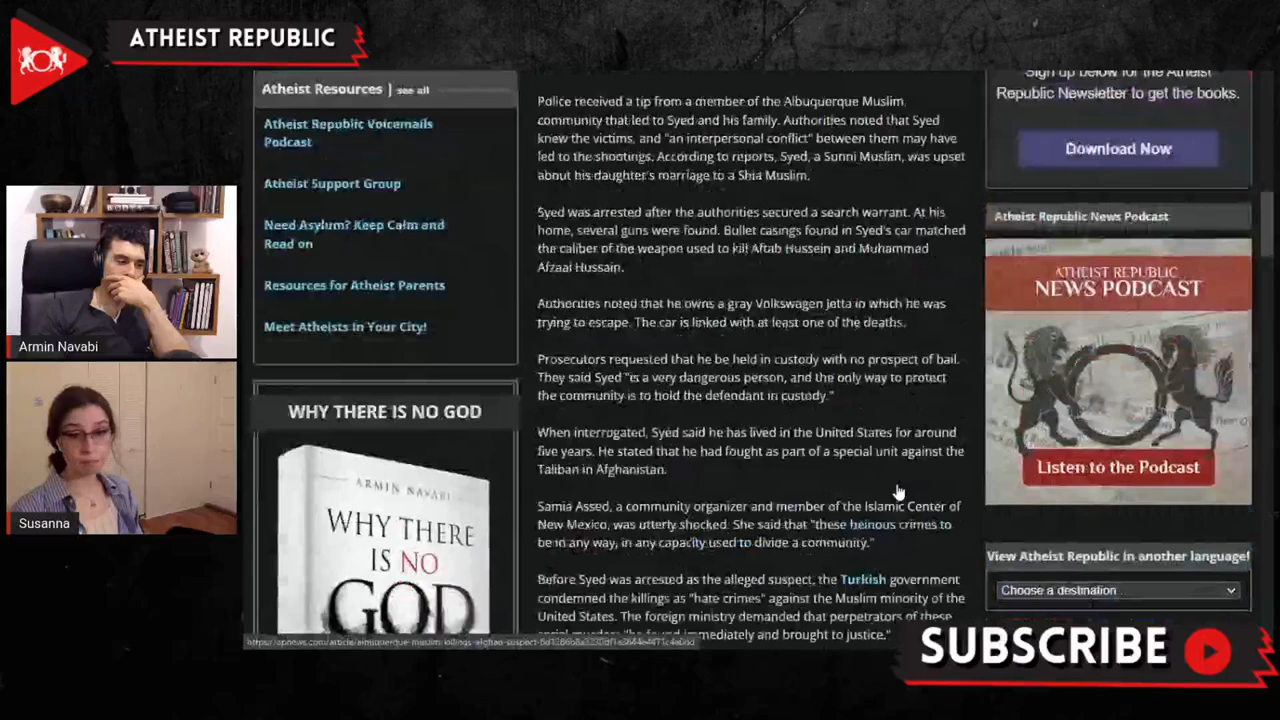 ATHEIST REPUBLIC
Atheist Resources | see all
Atheist Republic Voicemails
Podcast
Atheist Support Group
Need Asylum? Keep Calm and
Read on
Resources for Atheist Parents
Meet Atheists in Your City!
WHY THERE IS NO GOD
ARMIN NAVABI
WHY THERE
IS NO
GOD
Police received a tip from a member of the Albuquerque Muslim
community that led to Syed and his family. Authorities noted that Syed
knew the victims, and "an interpersonal conflict" between them may have
led to the shootings. According to reports, Syed, a Sunni Muslim, was upset
about his daughter's marriage to a Shia Muslim.
Syed was arrested after the authorities secured a search warrant. At his
home, several guns were found. Bullet casings found in Syed's car matched
the caliber of the weapon used to kill Aftab Hussein and Muhammad
Afzaal Hussain.
Authorities noted that he owns a gray Volkswagen Jetta in which he was
trying to escape. The car is linked with at least one of the deaths.
Prosecutors requested that he be held in custody with no prospect of bail.
They said Syed "is a very dangerous person, and the only way to protect
the community is to hold the defendant in custody."
When interrogated, Syed said he has lived in the United States for around
five years. He stated that he had fought as part of a special unit against the
Taliban in Afghanistan.
Samia Assed, a community organizer and member of the Islamic Center of
New Mexico, was utterly shocked. She said that "these heinous crimes to
be in any way, in any capacity used to divide a community."
Before Syed was arrested as the alleged suspect, the Turkish government
condemned the killings as "hate crimes" against the Muslim minority of the
United States. The foreign ministry demanded that perpetrators of these
immediately and brought to justice."
Sign up below for the Atheist
Republic Newsletter to get the books.
Download Now
Atheist Republic News Podcast
ATHEIST REPUBLIC
NEWS PODCAST
Listen to the Podcast
View Atheist Republic in another language!
Choose a destination
Armin Navabi
Susanna
SUBSCRIBE